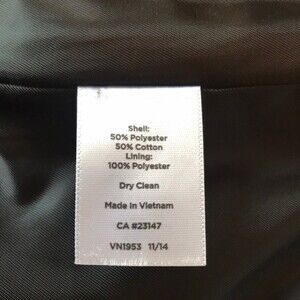 Shell:
50% Polyester
50% Cotton
Lining:
100% Polyester
Dry Clean
Made In Vietnam
CA #23147
VN1953 11/14